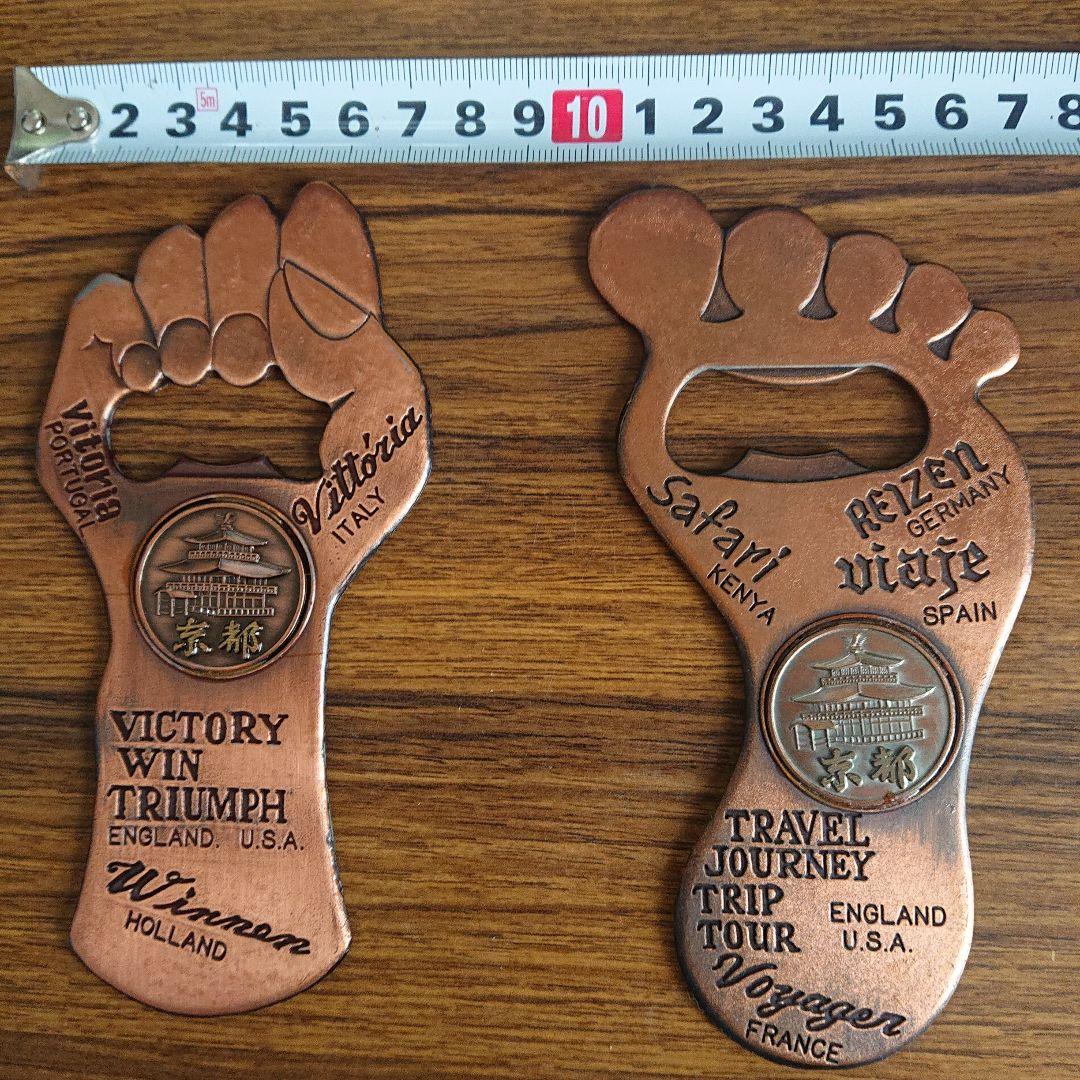 2 3 5m 4 5 6 7 8 9 10 1 2 3 4 5 6 7 8
Vitoria
PORTUGAL
Vittória
ITALY
京都
VICTORY
WIN
TRIUMPH
ENGLAND. U.S.A.
Winnen
HOLLAND
Safari
KENYA
REIZEN
GERMANY
viaje
SPAIN
京都
TRAVEL
JOURNEY
TRIP
TOUR
ENGLAND
U.S.A.
Voyager
FRANCE